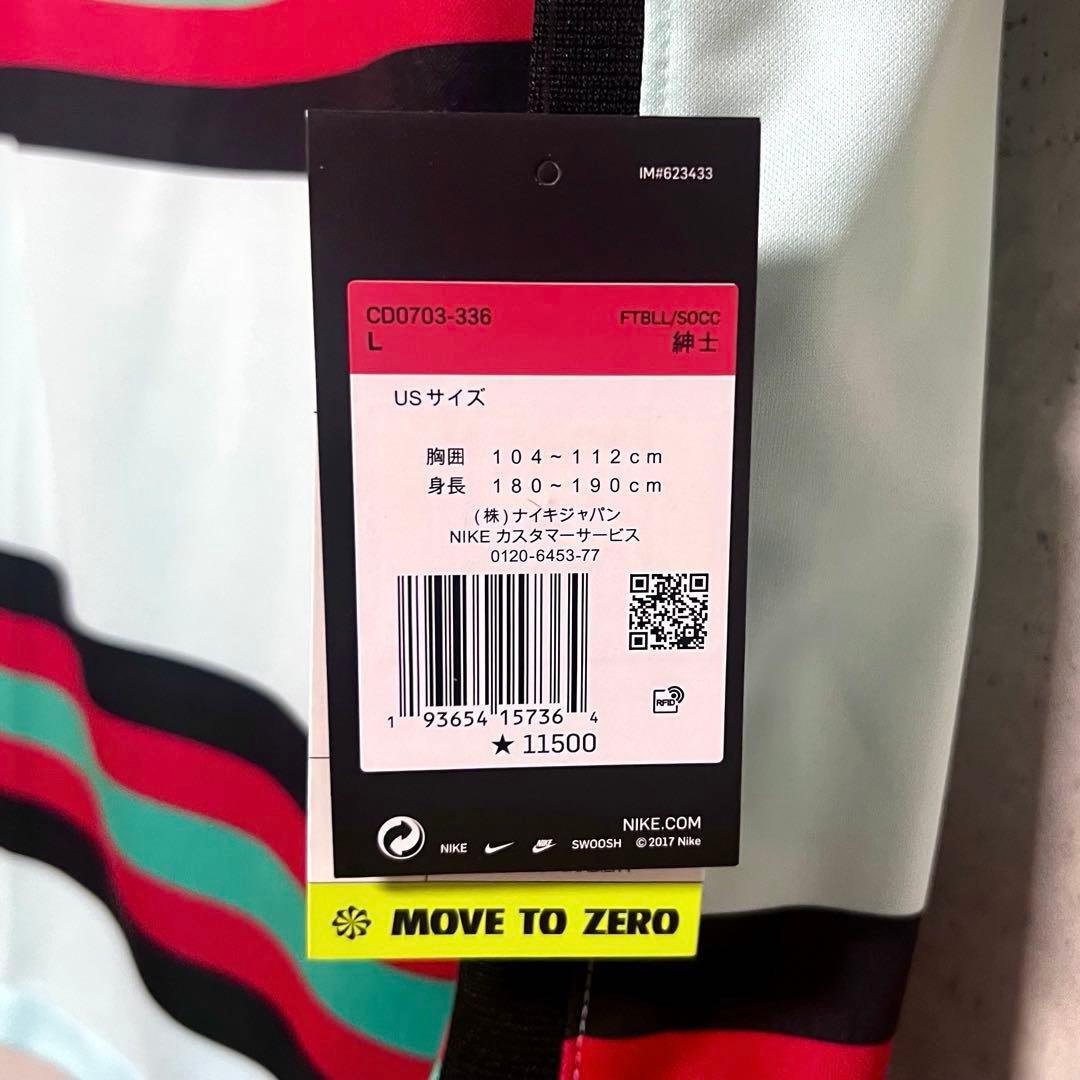 IM#623433
CD0703-336
FTBLL/SOCC
L
紳士
USサイズ
胸囲 104~112cm
身長 180~190cm
(株)ナイキジャパン
NIKE カスタマーサービス
0120-6453-77
RFID
1 93654 15736 4
★ 11500
NIKE.COM
NIKE SWOOSH © 2017 Nike
MOVE TO ZERO